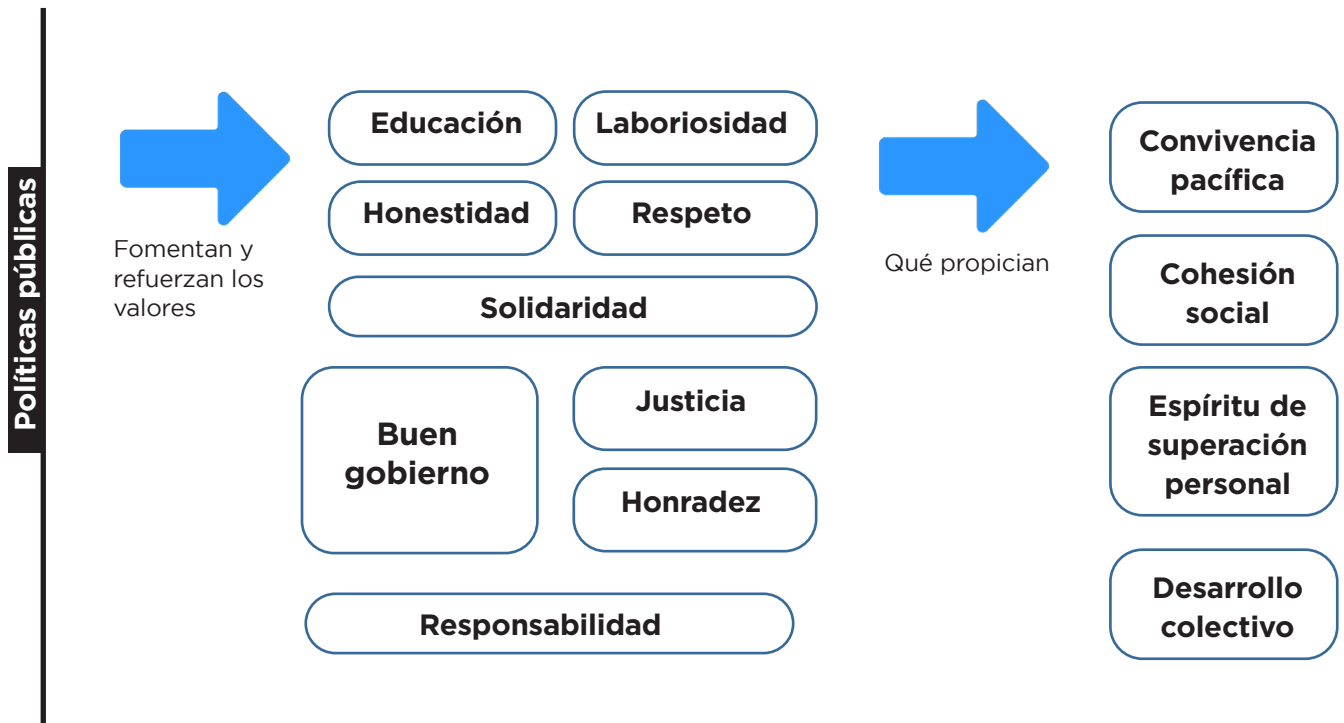 Políticas públicas
Fomentan y
refuerzan los
valores
Educación
Laboriosidad
Honestidad
Respeto
Solidaridad
Buen
gobierno
Justicia
Honradez
Responsabilidad
Qué propician
Convivencia
pacífica
Cohesión
social
Espíritu de
superación
personal
Desarrollo
colectivo